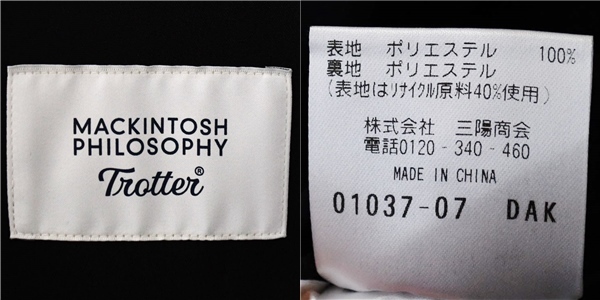 MACKINTOSH
PHILOSOPHY
Trotter®
表地 ポリエステル 100%
裏地 ポリエステル
(表地はリサイクル原料40%使用)
株式会社 三陽商会
電話0120-340-460
MADE IN CHINA
01037-07 DAK